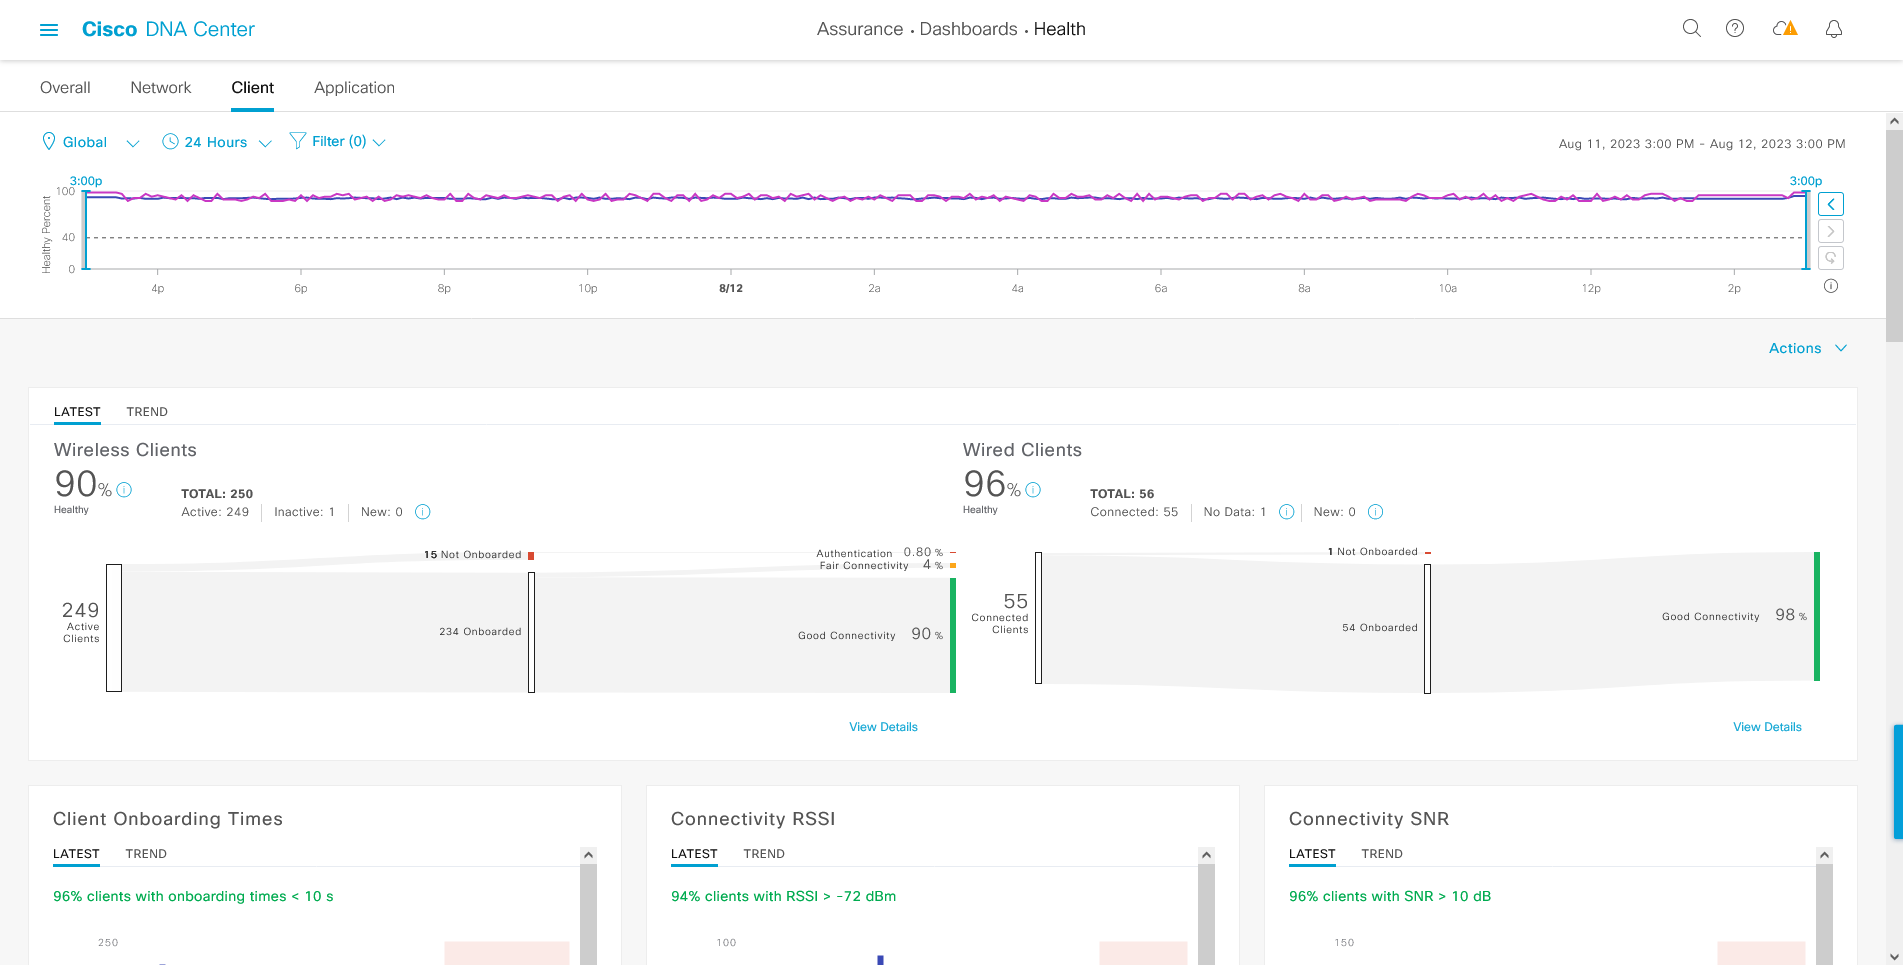 Cisco DNA Center
Assurance • Dashboards • Health
Overall Network Client Application
Global 24 Hours Filter (0)
Aug 11, 2023 3:00 PM - Aug 12, 2023 3:00 PM
3:00p 3:00p
100
40
0
Healthy Percent
4p 6p 8p 10p 8/12 2a 4a 6a 8a 10a 12p 2p
Actions
LATEST TREND
Wireless Clients
90%
Healthy
TOTAL: 250
Active: 249 Inactive: 1 New: 0
15 Not Onboarded
Authentication 0.80 %
Fair Connectivity 4 %
249
Active
Clients
234 Onboarded
Good Connectivity 90 %
View Details
Wired Clients
96%
Healthy
TOTAL: 56
Connected: 55 No Data: 1 New: 0
1 Not Onboarded
55
Connected
Clients
54 Onboarded
Good Connectivity 98 %
View Details
Client Onboarding Times
LATEST TREND
96% clients with onboarding times < 10 s
250
Connectivity RSSI
LATEST TREND
94% clients with RSSI > -72 dBm
100
Connectivity SNR
LATEST TREND
96% clients with SNR > 10 dB
150